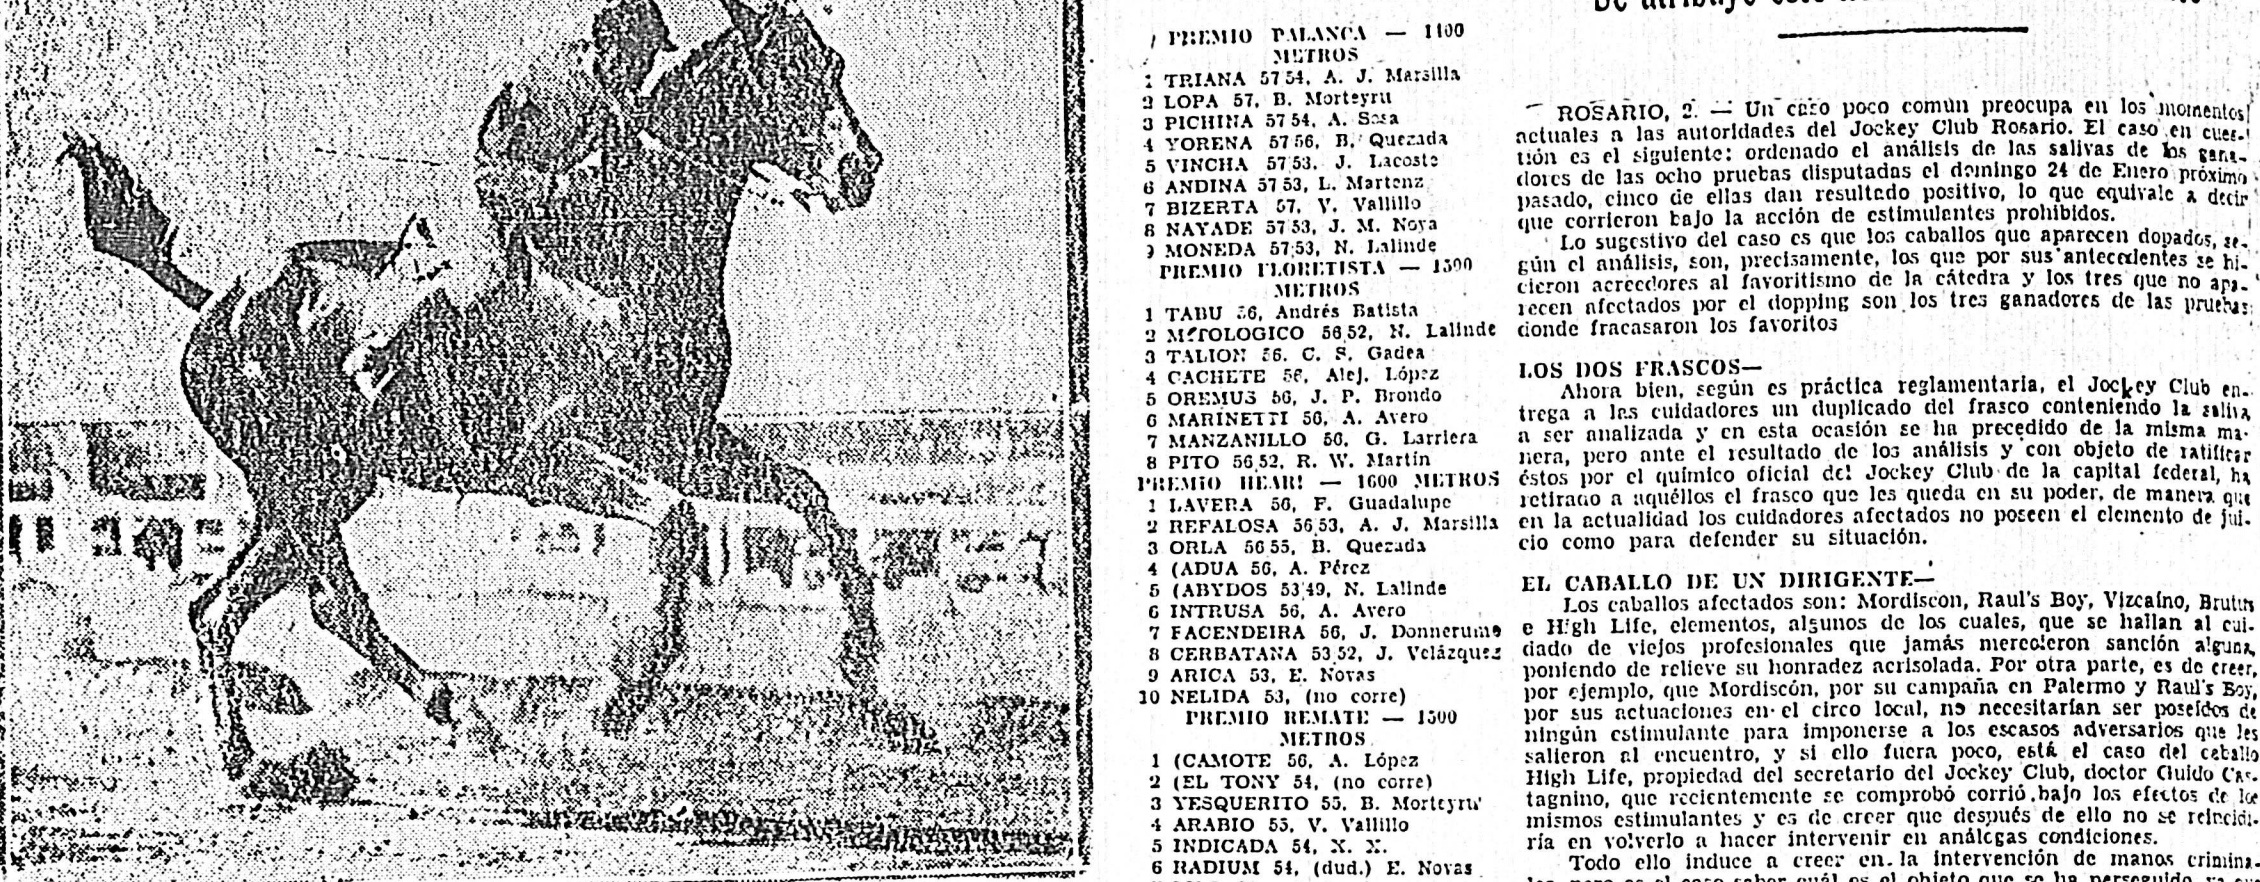 PREMIO PALANCA — 1100
METROS
1 TRIANA 57 54, A. J. Marsilla
2 LOPA 57, B. Morteyru
3 PICHINA 57 54, A. Sosa
4 YORENA 57 56, B. Quezada
5 VINCHA 57 53. J. Lacoste
6 ANDINA 57 53, L. Martenz
7 BIZERTA 57, V. Vallillo
8 NAYADE 57 53, J. M. Noya
9 MONEDA 57 53, N. Lalinde
PREMIO FLORETISTA — 1500
METROS
1 TABU 56, Andrés Batista
2 MITOLOGICO 56 52, N. Lalinde
3 TALION 56. C. S. Gadea
4 CACHETE 56, Alej. López
5 OREMUS 56, J. P. Brondo
6 MARINETTI 56, A. Avero
7 MANZANILLO 56, G. Larriera
8 PITO 56,52, R. W. Martín
PREMIO HEAR! — 1600 METROS
1 LAVERA 56, F. Guadalupe
2 REFALOSA 56 53, A. J. Marsilla
3 ORLA 56 55, B. Quezada
4 (ADUA 56, A. Pérez
5 (ABYDOS 53 49, N. Lalinde
6 INTRUSA 56, A. Avero
7 FACENDEIRA 56, J. Donnerumo
8 CERBATANA 53 52, J. Velázquez
9 ARICA 53, E. Novas
10 NELIDA 53, (no corre)
PREMIO REMATE — 1500
METROS
1 (CAMOTE 56, A. López
2 (EL TONY 54, (no corre)
3 YESQUERITO 55, B. Morteyru
4 ARABIO 55, V. Vallillo
5 INDICADA 54, X. X.
6 RADIUM 54, (dud.) E. Novas
ROSARIO, 2. — Un caso poco común preocupa en los momentos
actuales a las autoridades del Jockey Club Rosario. El caso en cues-
tión es el siguiente: ordenado el análisis de las salivas de los gana-
dores de las ocho pruebas disputadas el domingo 24 de Enero próximo
pasado, cinco de ellas dan resultado positivo, lo que equivale a decir
que corrieron bajo la acción de estimulantes prohibidos.
Lo sugestivo del caso es que los caballos que aparecen dopados, se-
gún el análisis, son, precisamente, los que por sus antecedentes se hi-
cieron acreedores al favoritismo de la cátedra y los tres que no apa-
recen afectados por el dopping son los tres ganadores de las pruebas
donde fracasaron los favoritos
LOS DOS FRASCOS—
Ahora bien, según es práctica reglamentaria, el Jockey Club en-
trega a las cuidadores un duplicado del frasco conteniendo la saliva
a ser analizada y en esta ocasión se ha precedido de la misma ma-
nera, pero ante el resultado de los análisis y con objeto de ratificar
éstos por el químico oficial del Jockey Club de la capital federal, ha
retirado a aquéllos el frasco que les queda en su poder, de manera que
en la actualidad los cuidadores afectados no poseen el elemento de jui-
cio como para defender su situación.
EL CABALLO DE UN DIRIGENTE—
Los caballos afectados son: Mordiscon, Raul's Boy, Vizcaíno, Brutus
e High Life, elementos, algunos de los cuales, que se hallan al cui-
dado de viejos profesionales que jamás merecieron sanción alguna,
poniendo de relieve su honradez acrisolada. Por otra parte, es de creer,
por ejemplo, que Mordiscón, por su campaña en Palermo y Raul's Boy,
por sus actuaciones en el circo local, no necesitarían ser poseídos de
ningún estimulante para imponerse a los escasos adversarios que les
salieron al encuentro, y si ello fuera poco, está el caso del caballo
High Life, propiedad del secretario del Jockey Club, doctor Guido Cas-
tagnino, que recientemente se comprobó corrió bajo los efectos de los
mismos estimulantes y es de creer que después de ello no se reincidi-
ría en volverlo a hacer intervenir en análogas condiciones.
Todo ello induce a creer en la intervención de manos crimina-